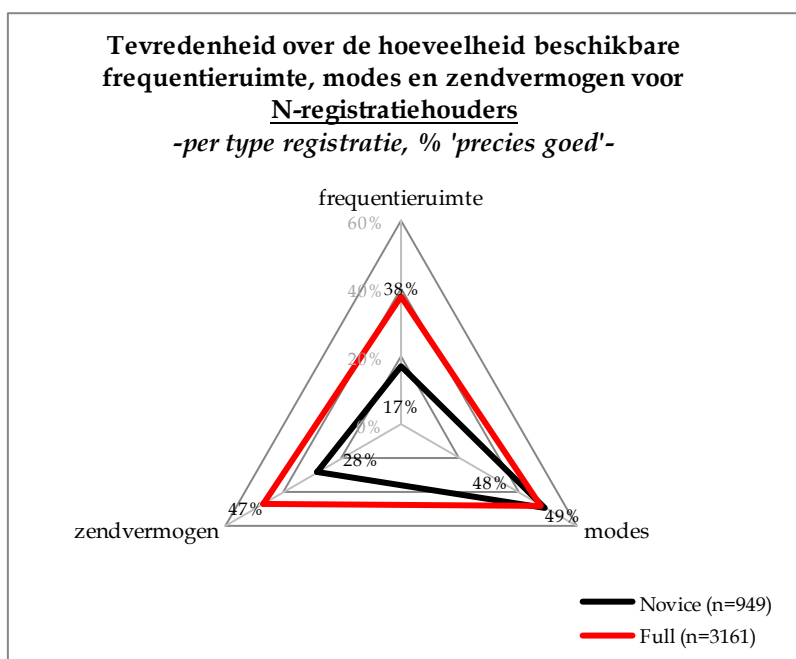 Tevredenheid over de hoeveelheid beschikbare
frequentieruimte, modes en zendvermogen voor
N-registratiehouders
-per type registratie, % 'precies goed'-
frequentieruimte
60%
40%
38%
20%
17%
0%
28%
48%
47%
49%
zendvermogen
modes
Novice (n=949)
Full (n=3161)